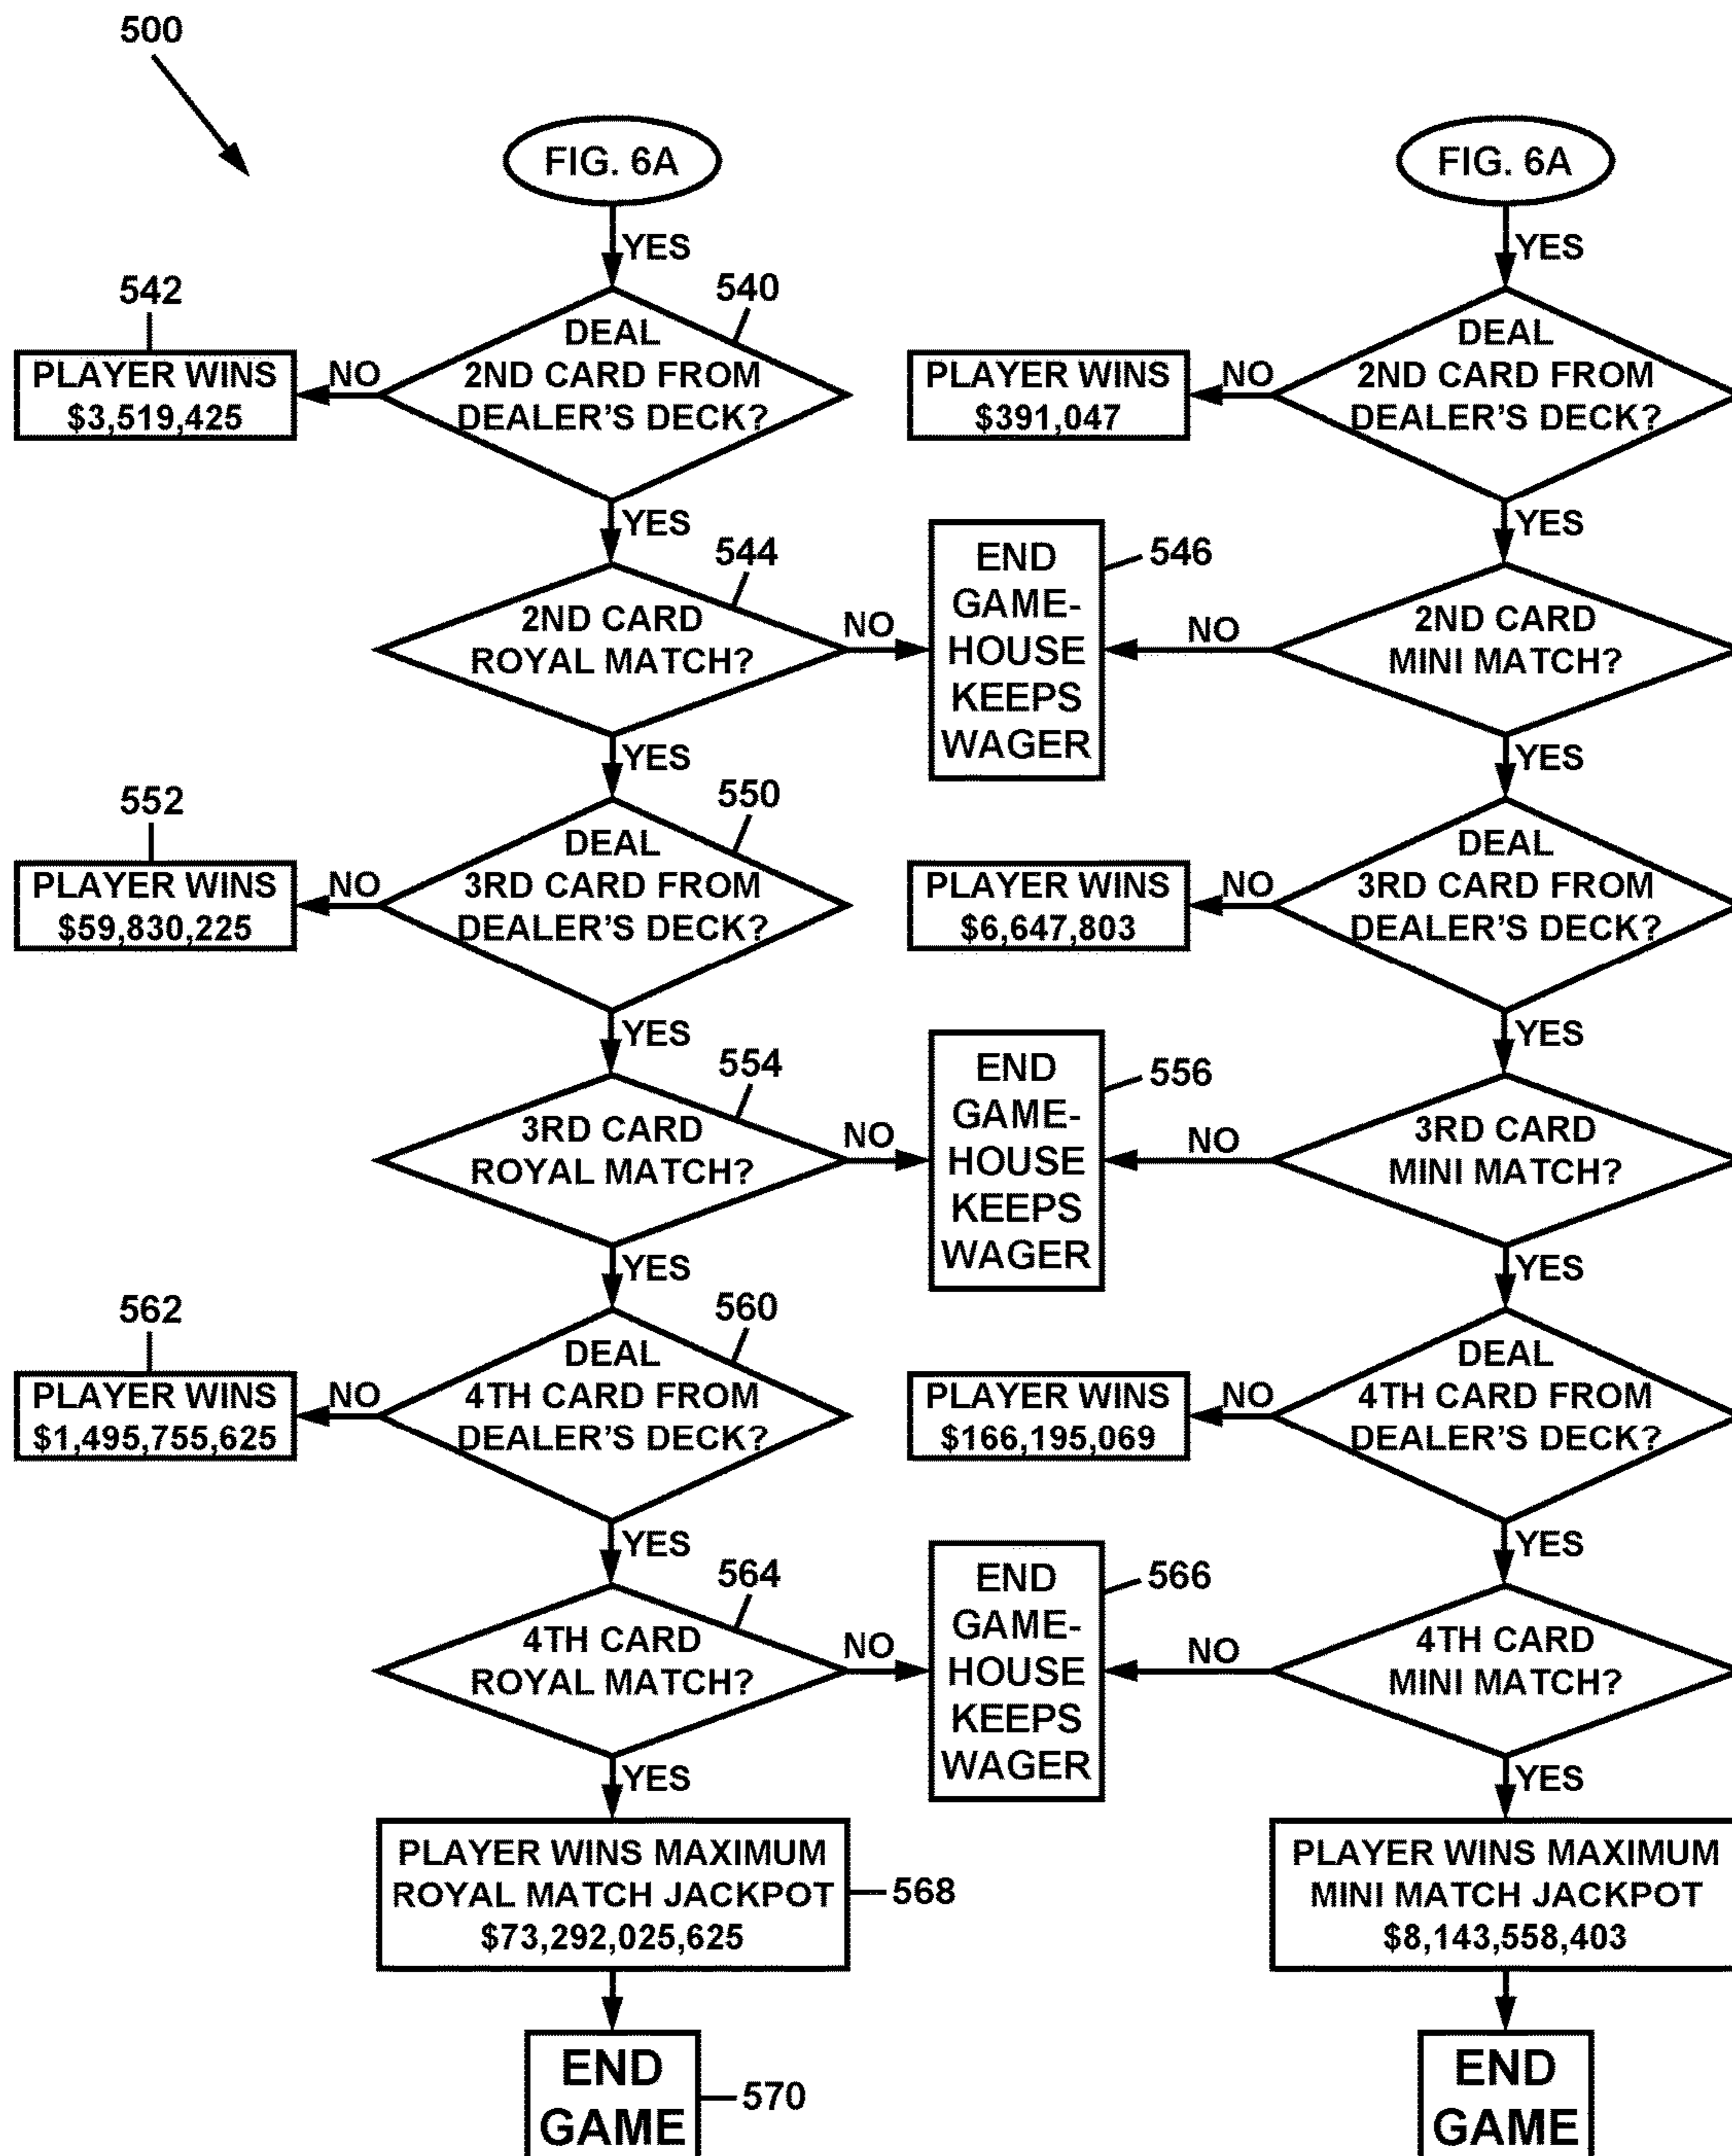 500
FIG. 6A
FIG. 6A
YES
YES
542
540
DEAL
2ND CARD FROM
DEALER'S DECK?
NO
PLAYER WINS
$3,519,425
DEAL
2ND CARD FROM
DEALER'S DECK?
NO
PLAYER WINS
$391,047
YES
YES
544
2ND CARD
ROYAL MATCH?
NO
END
GAME-
HOUSE
KEEPS
WAGER
546
NO
2ND CARD
MINI MATCH?
YES
YES
552
550
DEAL
3RD CARD FROM
DEALER'S DECK?
NO
PLAYER WINS
$59,830,225
DEAL
3RD CARD FROM
DEALER'S DECK?
NO
PLAYER WINS
$6,647,803
YES
YES
554
3RD CARD
ROYAL MATCH?
NO
END
GAME-
HOUSE
KEEPS
WAGER
556
NO
3RD CARD
MINI MATCH?
YES
YES
562
560
DEAL
4TH CARD FROM
DEALER'S DECK?
NO
PLAYER WINS
$1,495,755,625
DEAL
4TH CARD FROM
DEALER'S DECK?
NO
PLAYER WINS
$166,195,069
YES
YES
564
4TH CARD
ROYAL MATCH?
NO
END
GAME-
HOUSE
KEEPS
WAGER
566
NO
4TH CARD
MINI MATCH?
YES
YES
PLAYER WINS MAXIMUM
ROYAL MATCH JACKPOT
$73,292,025,625
568
PLAYER WINS MAXIMUM
MINI MATCH JACKPOT
$8,143,558,403
END
GAME
570
END
GAME